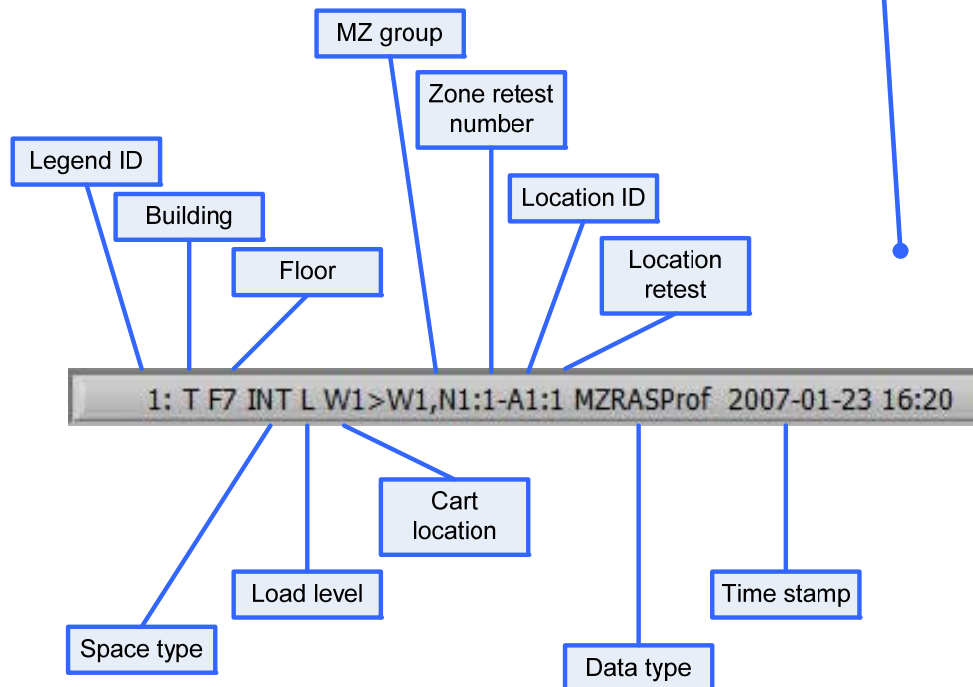 MZ group
Zone retest
number
Legend ID
Location ID
Building
Location
retest
Floor
1: T F7 INT L W1>W1,N1:1-A1:1 MZRASProf 2007-01-23 16:20
Cart
location
Load level
Time stamp
Space type
Data type